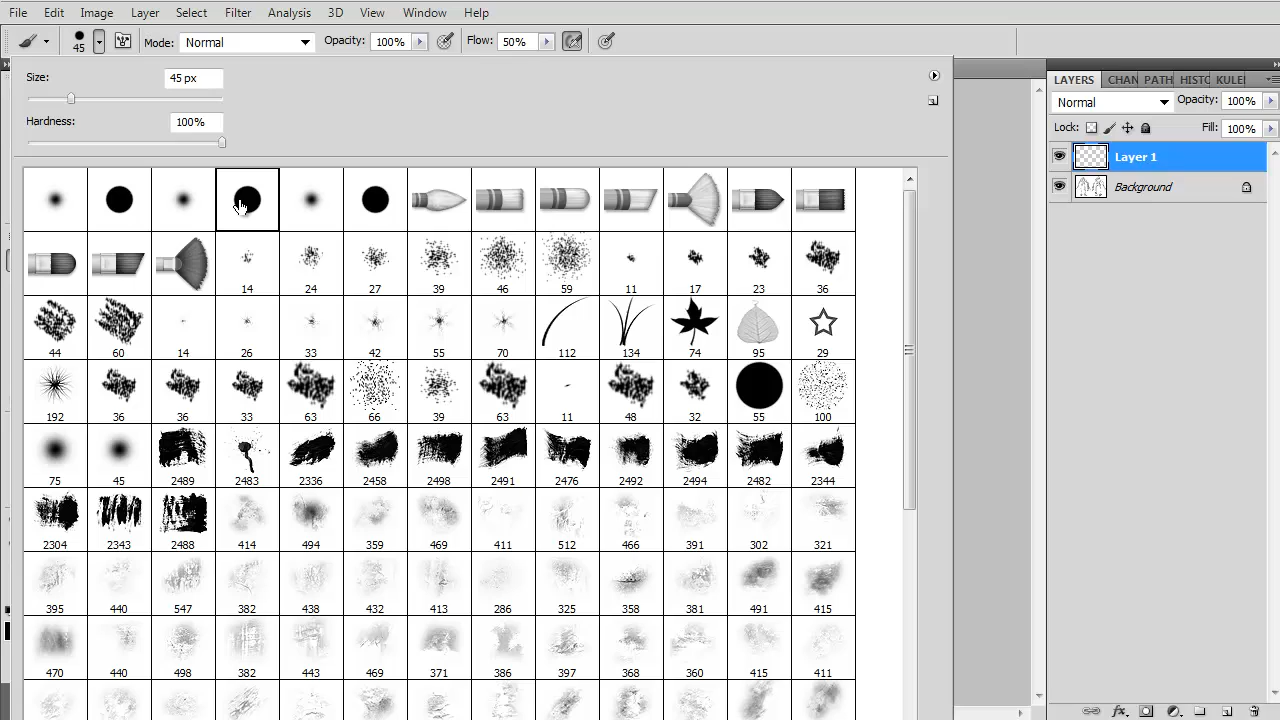 File Edit Image Layer Select Filter Analysis 3D View Window Help
45 Mode: Normal Opacity: 100% Flow: 50%
Size: 45 px
Hardness: 100%
14 24 27 39 46 59 11 17 23 36
44 60 14 26 33 42 55 70 112 134 74 95 29
192 36 36 33 63 66 39 63 11 48 32 55 100
75 45 2489 2483 2336 2458 2498 2491 2476 2492 2494 2482 2344
2304 2343 2488 414 494 359 469 411 512 466 391 302 321
395 440 547 382 438 432 413 286 325 358 381 491 415
470 440 498 382 443 469 371 386 397 368 360 415 411
LAYERS CHAN PATH HISTC KULEI
Normal Opacity: 100%
Lock: Fill: 100%
Layer 1
Background
fx